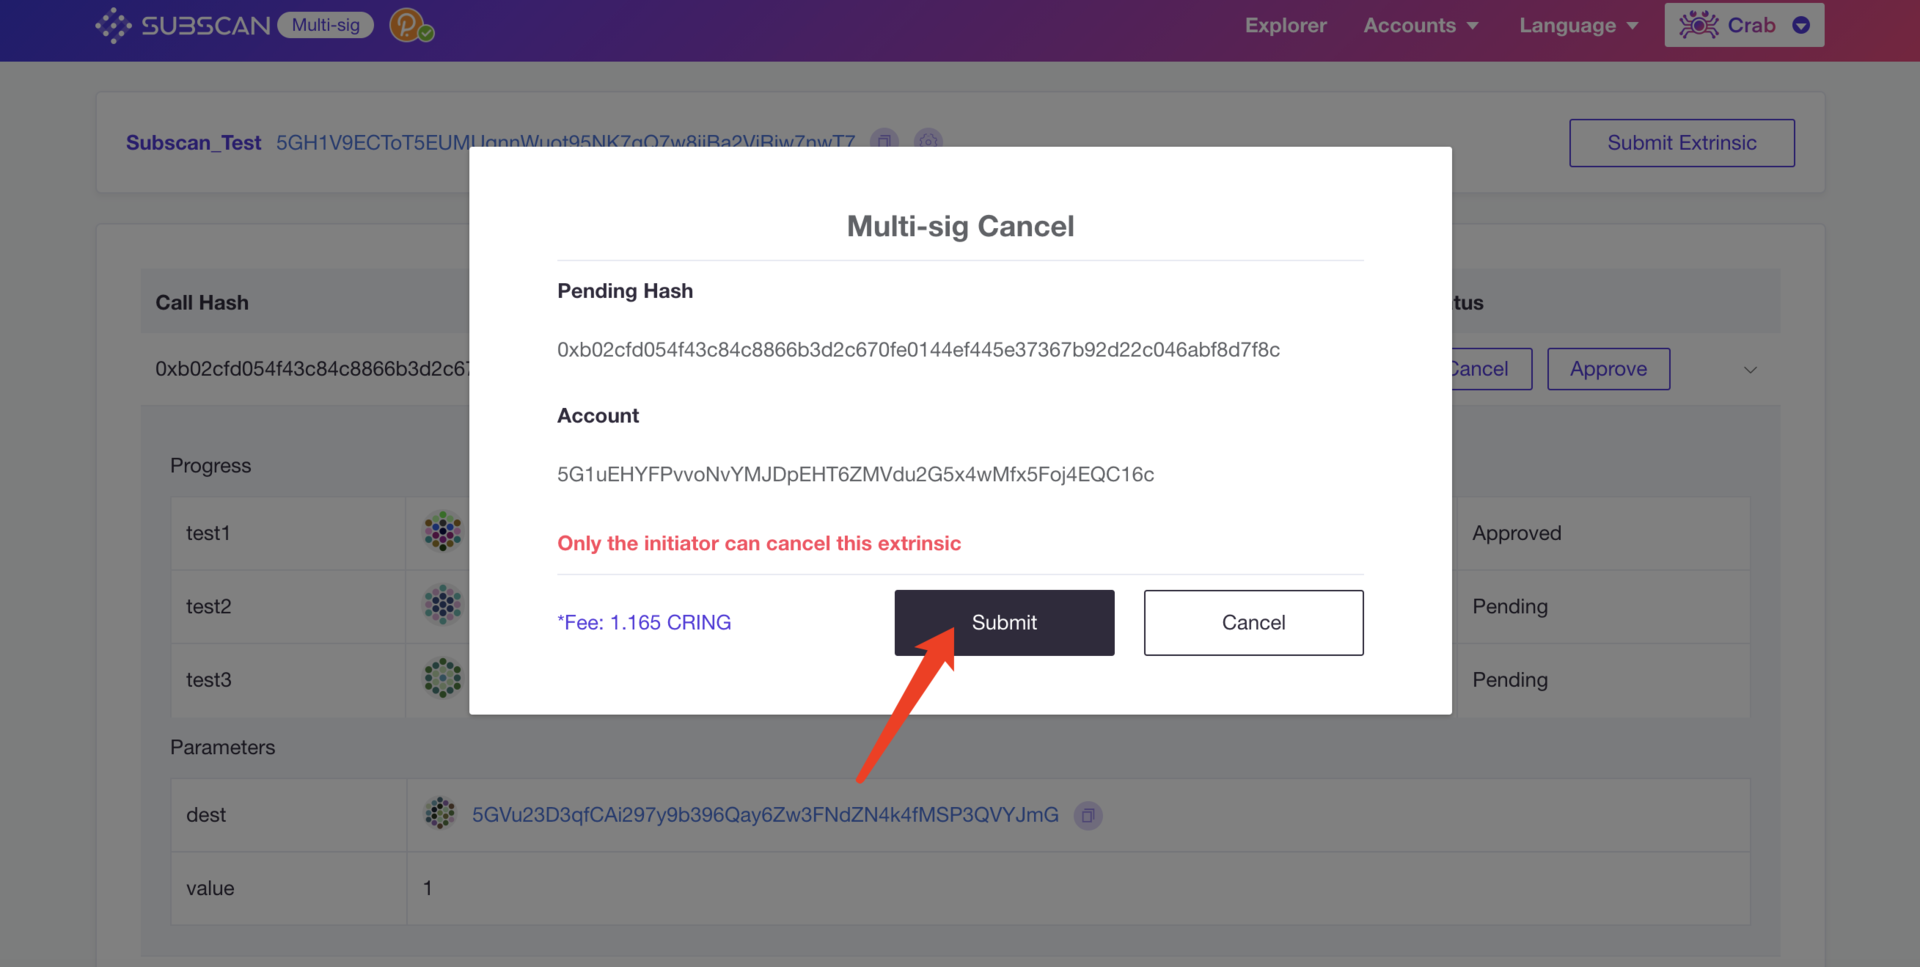 SUBSCAN Multi-sig Explorer Accounts Language Crab
Subscan_Test Submit Extrinsic
Multi-sig Cancel
Pending Hash
Call Hash
0xb02cfd054f43c84c8866b3d2c670fe0144ef445e37367b92d22c046abf8d7f8c
0xb02cfd054f43c84c8866b3d2c67 Cancel Approve
Account
5G1uEHYFPvvoNvYMJDpEHT6ZMVdu2G5x4wMfx5Foj4EQC16c
Progress
test1 Approved
Only the initiator can cancel this extrinsic
test2 Pending
*Fee: 1.165 CRING Submit Cancel
test3 Pending
Parameters
dest 5GVu23D3qfCAi297y9b396Qay6Zw3FNdZN4k4fMSP3QVYJmG
value 1